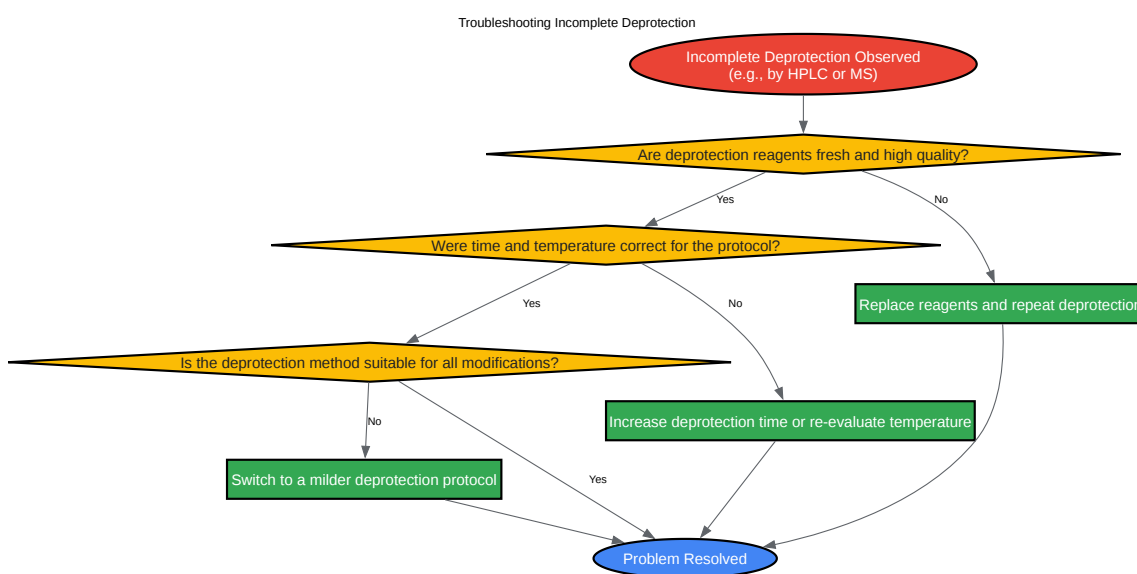 Troubleshooting Incomplete Deprotection
Incomplete Deprotection Observed
(e.g., by HPLC or MS)
Are deprotection reagents fresh and high quality?
Yes
No
Were time and temperature correct for the protocol?
Yes
No
Replace reagents and repeat deprotection
Is the deprotection method suitable for all modifications?
No
Increase deprotection time or re-evaluate temperature
Switch to a milder deprotection protocol
Yes
Problem Resolved